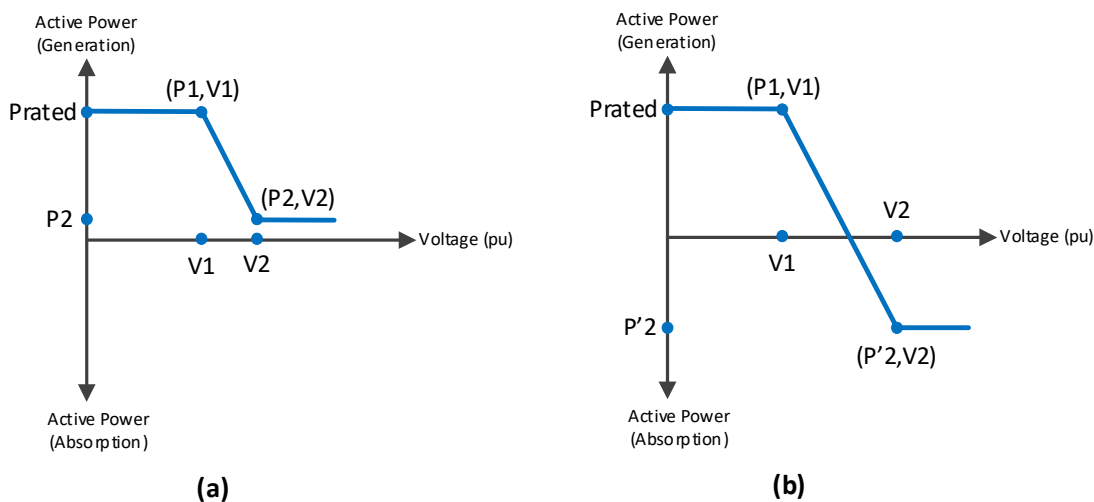 Active Power
(Generation)
(P1,V1)
Prated
(P2,V2)
P2
Voltage (pu)
V1
V2
Active Power
(Absorption)
(a)
Active Power
(Generation)
(P1,V1)
Prated
V2
Voltage (pu)
V1
P’2
(P’2,V2)
Active Power
(Absorption)
(b)